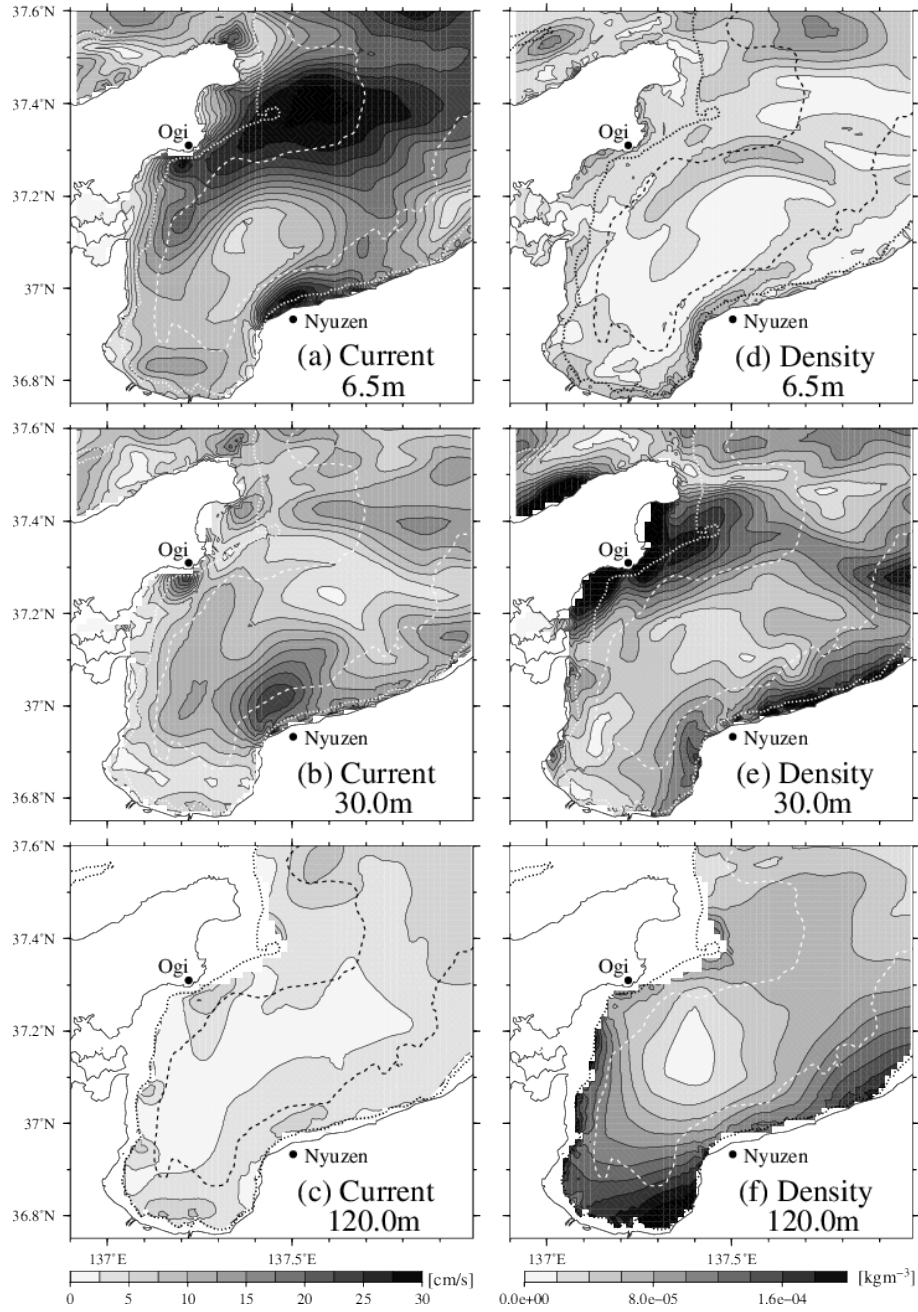 37.6°N
37.4°N
37.2°N
37°N
36.8°N
Ogi
Nyuzen
(a) Current
6.5m
Ogi
Nyuzen
(d) Density
6.5m
37.6°N
37.4°N
37.2°N
37°N
36.8°N
Ogi
Nyuzen
(b) Current
30.0m
Ogi
Nyuzen
(e) Density
30.0m
37.6°N
37.4°N
37.2°N
37°N
36.8°N
Ogi
Nyuzen
(c) Current
120.0m
Ogi
Nyuzen
(f) Density
120.0m
137°E 137.5°E
137°E 137.5°E
[cm/s]
0 5 10 15 20 25 30
[kgm⁻³]
0.0e+00 8.0e−05 1.6e−04